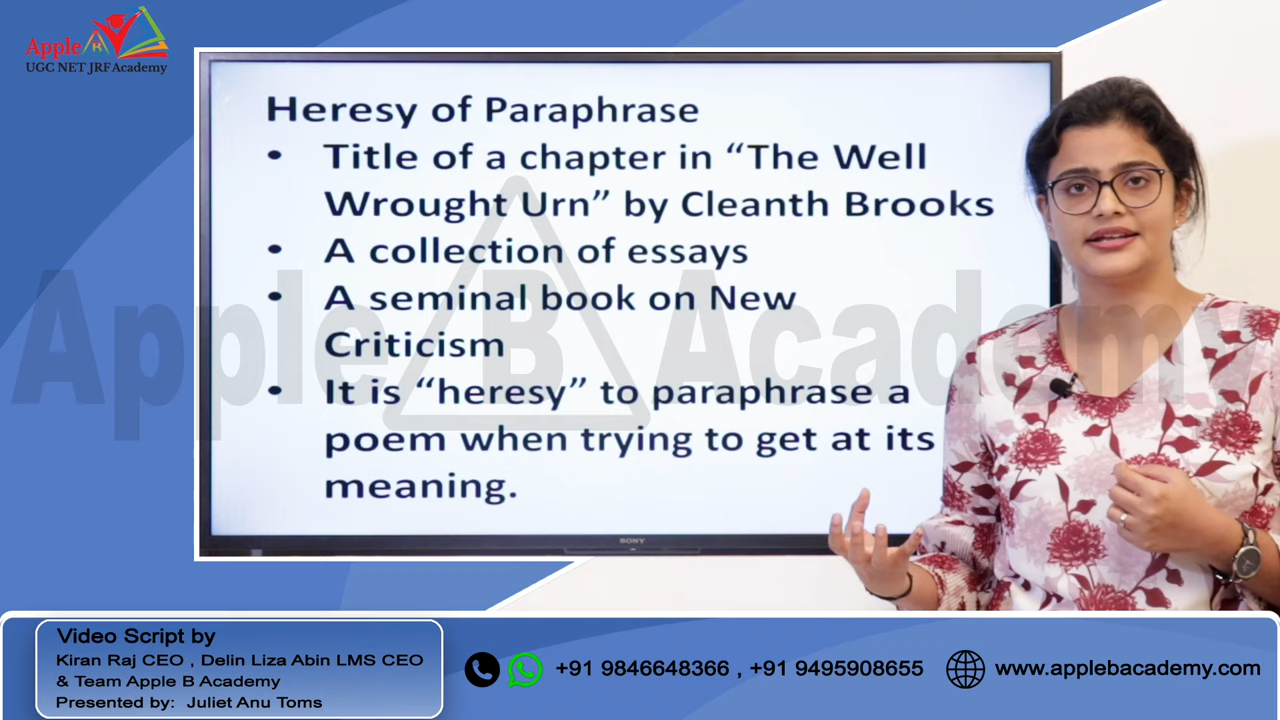 Apple B
UGC NET JRF Academy
Heresy of Paraphrase
• Title of a chapter in “The Well
Wrought Urn” by Cleanth Brooks
• A collection of essays
• A seminal book on New
Criticism
• It is “heresy” to paraphrase a
poem when trying to get at its
meaning.
SONY
Apple B Academy
Video Script by
Kiran Raj CEO , Delin Liza Abin LMS CEO
& Team Apple B Academy
Presented by: Juliet Anu Toms
+91 9846648366 , +91 9495908655
www.applebacademy.com